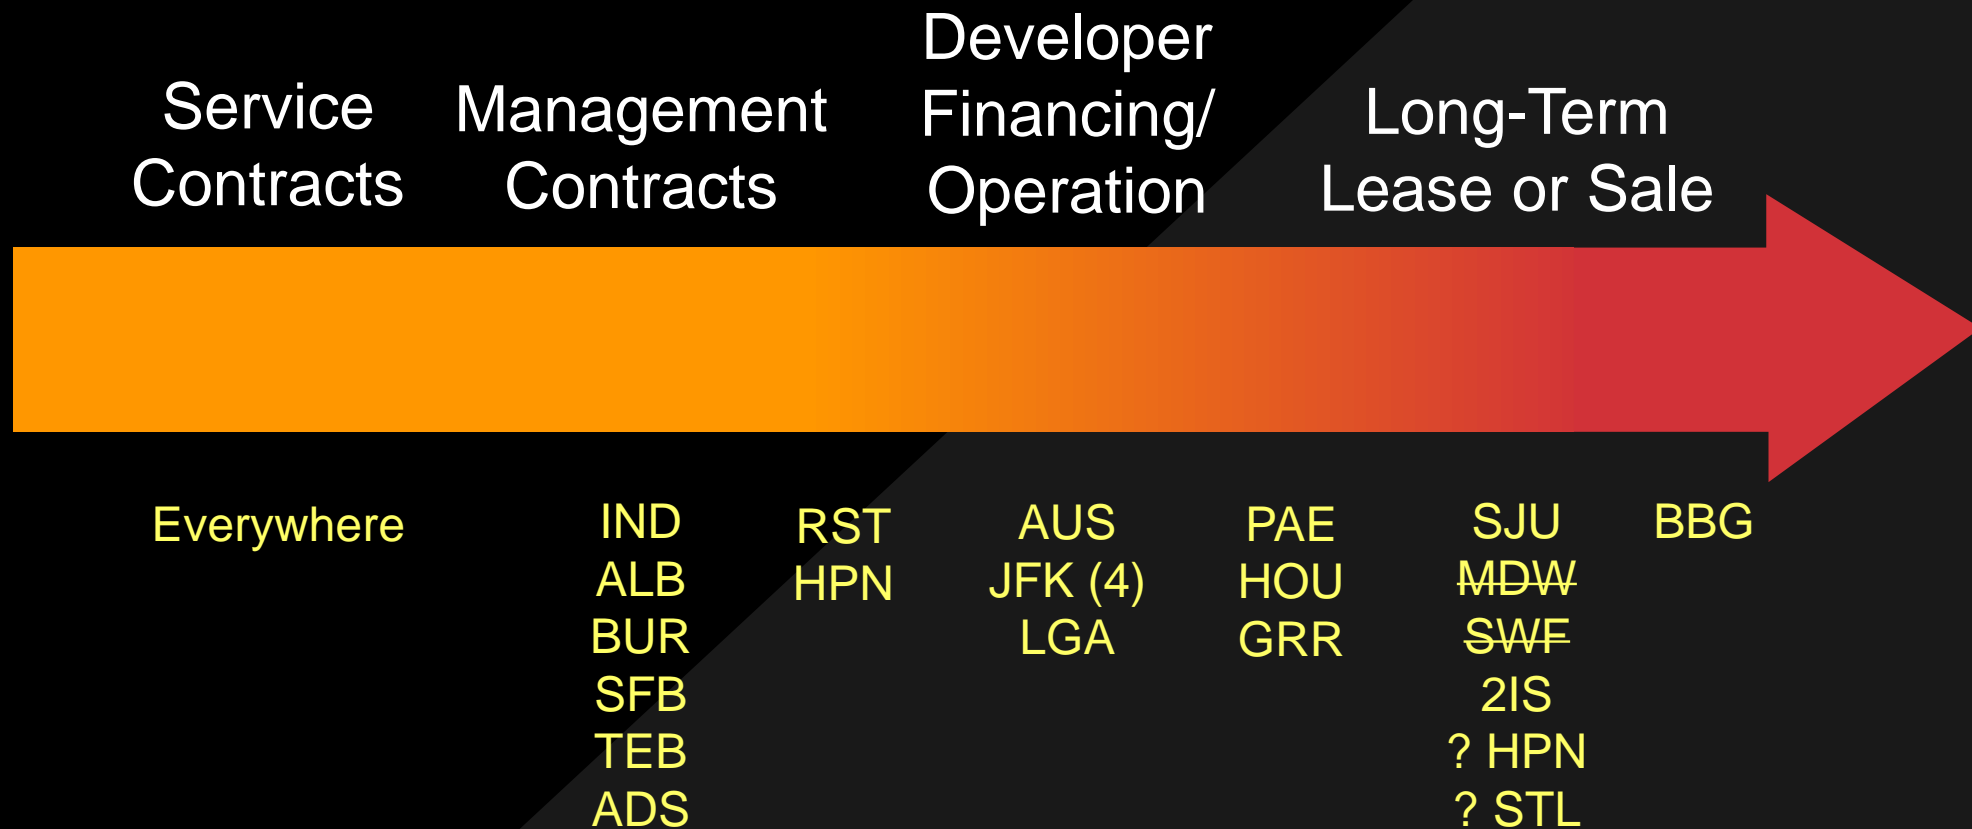 Service
Contracts
Management
Contracts
Developer
Financing/
Operation
Long-Term
Lease or Sale
Everywhere
IND
ALB
BUR
SFB
TEB
ADS
RST
HPN
AUS
JFK (4)
LGA
PAE
HOU
GRR
SJU
MDW
SWF
2IS
? HPN
? STL
BBG